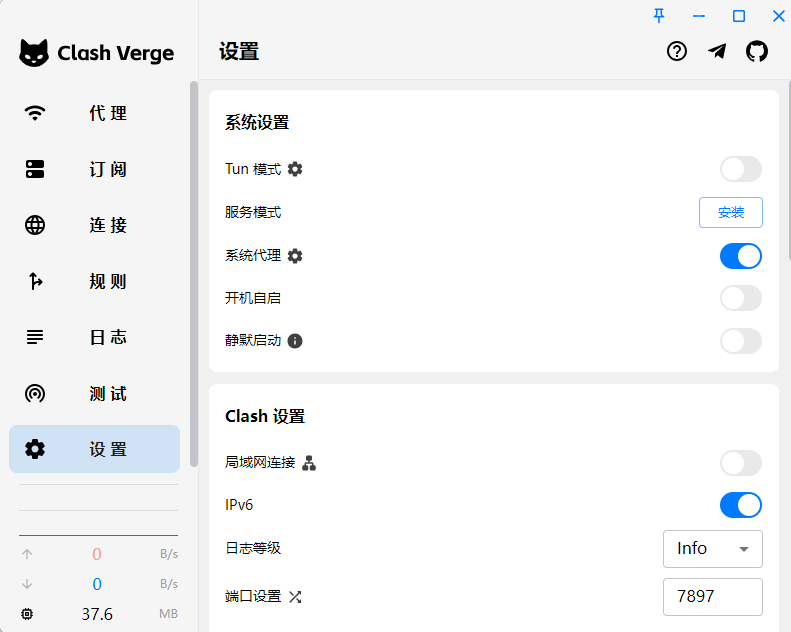 Clash Verge
代理
订阅
连接
规则
日志
测试
设置
0 B/s
0 B/s
37.6 MB
设置
系统设置
Tun 模式
服务模式 安装
系统代理
开机自启
静默启动
Clash 设置
局域网连接
IPv6
日志等级 Info
端口设置 7897